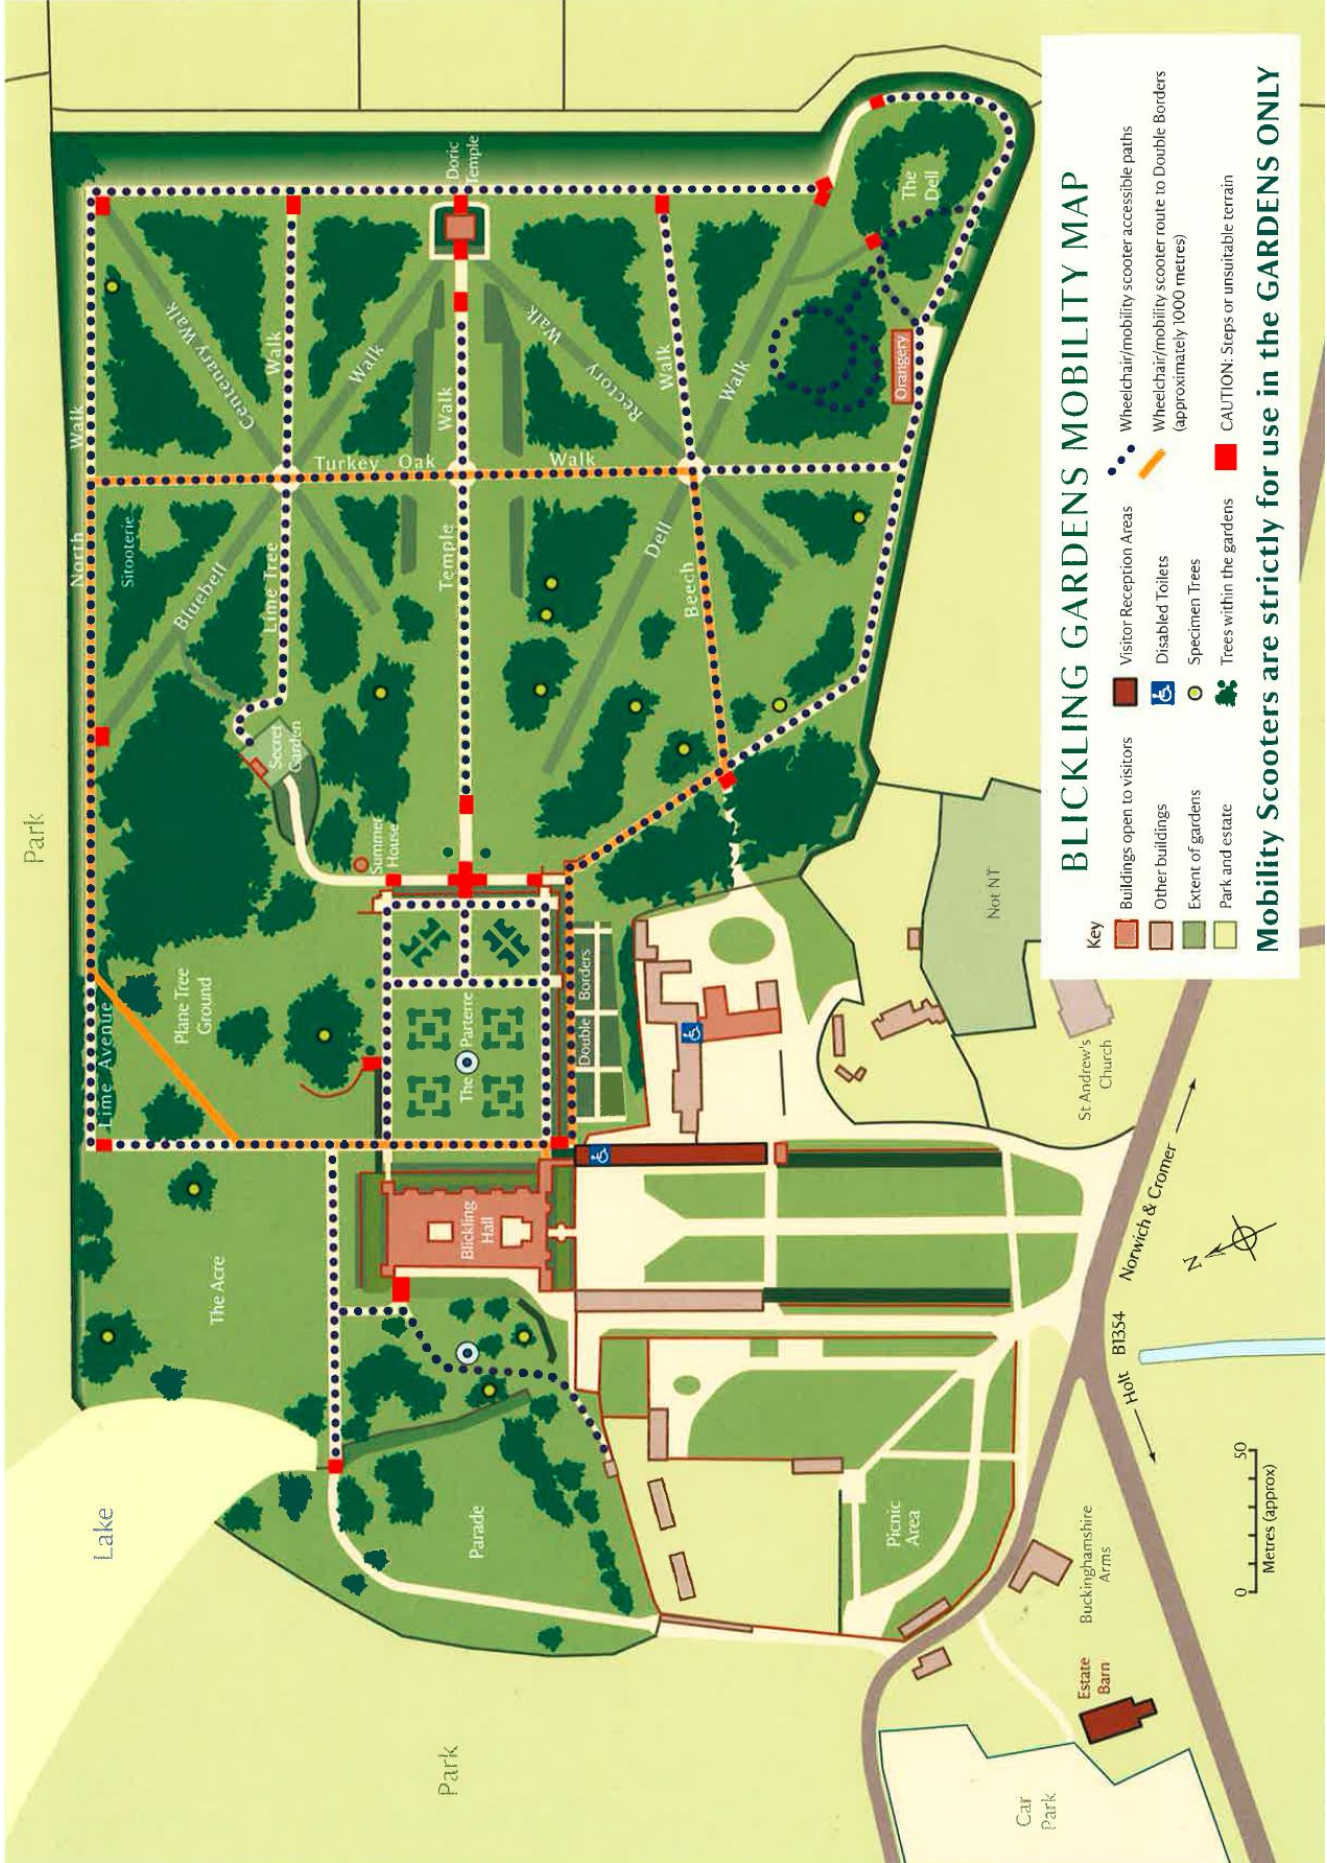 Park
Lake
Park
Lime Avenue
North
Walk
Plane Tree
Ground
The Acre
Sitooterie
Bluebell
Walk
Centenary Walk
Lime Tree
Walk
Secret
Garden
Summer
House
Turkey Oak
Walk
Temple
Walk
Doric
Temple
Rectory
Walk
Dell
Walk
Beech
Walk
The
Dell
Orangery
The Parterre
Double Borders
Blickling
Hall
Parade
Picnic
Area
Not NT
St Andrew's
Church
Norwich & Cromer
B1354
Holt
N
Buckinghamshire
Arms
Estate
Barn
Car
Park
0
50
Metres (approx)
BLICKLING GARDENS MOBILITY MAP
Key
Buildings open to visitors
Other buildings
Extent of gardens
Park and estate
Visitor Reception Areas
Disabled Toilets
Specimen Trees
Trees within the gardens
Wheelchair/mobility scooter accessible paths
Wheelchair/mobility scooter route to Double Borders
(approximately 1000 metres)
CAUTION: Steps or unsuitable terrain
Mobility Scooters are strictly for use in the GARDENS ONLY